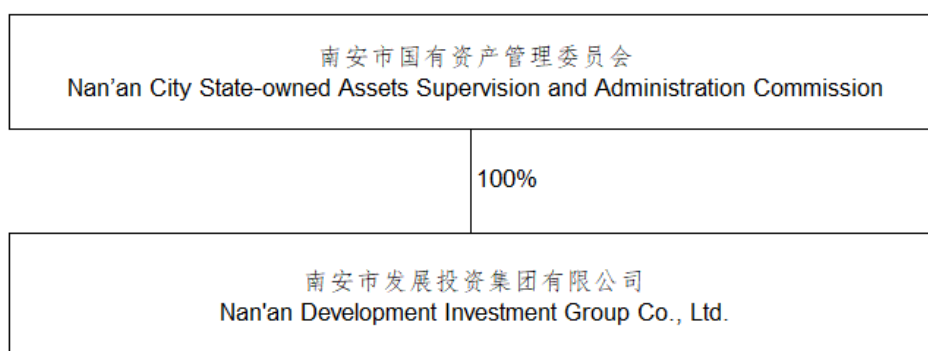 南安市国有资产管理委员会
Nan’an City State-owned Assets Supervision and Administration Commission
100%
南安市发展投资集团有限公司
Nan'an Development Investment Group Co., Ltd.